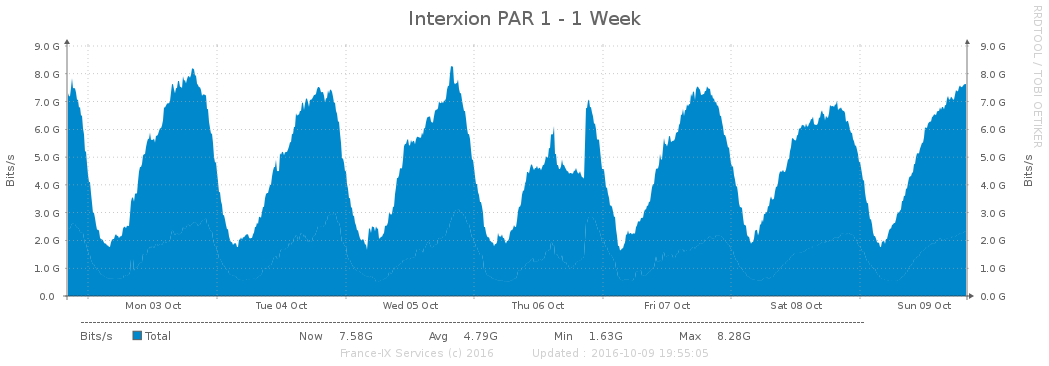 Interxion PAR 1 - 1 Week
RRDTOOL / TOBI OETIKER
9.0 G 9.0 G
8.0 G 8.0 G
7.0 G 7.0 G
6.0 G 6.0 G
5.0 G 5.0 G
4.0 G 4.0 G
3.0 G 3.0 G
2.0 G 2.0 G
1.0 G 1.0 G
0.0 0.0 G
Bits/s
Bits/s
Mon 03 Oct Tue 04 Oct Wed 05 Oct Thu 06 Oct Fri 07 Oct Sat 08 Oct Sun 09 Oct
Bits/s Total Now 7.58G Avg 4.79G Min 1.63G Max 8.28G
France-IX Services (c) 2016 Updated : 2016-10-09 19:55:05